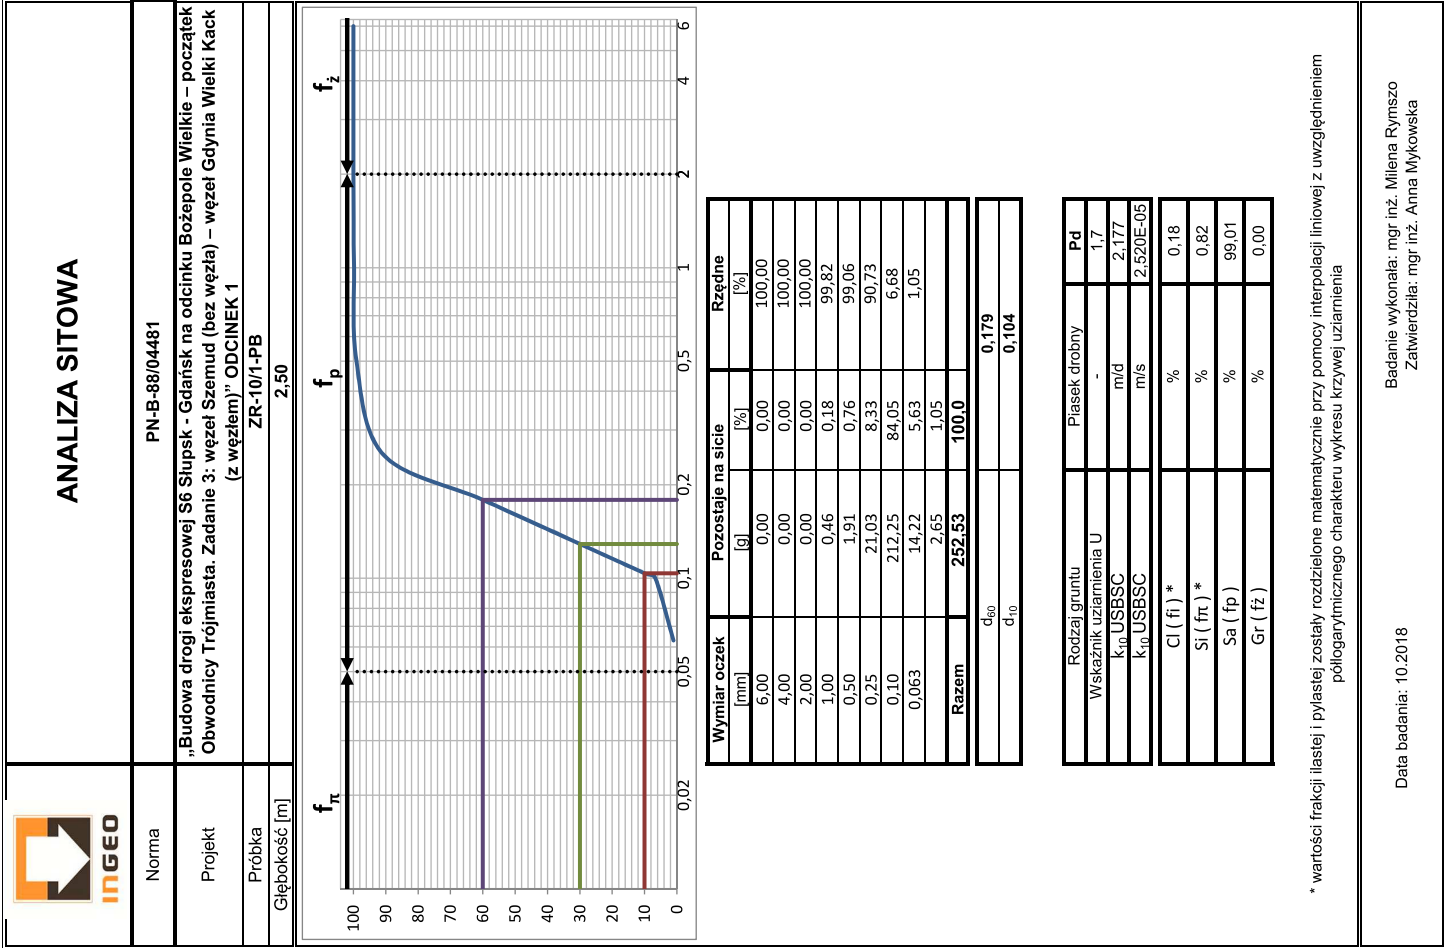 INGEO
ANALIZA SITOWA
Norma PN-B-88/04481
Projekt „Budowa drogi ekspresowej S6 Słupsk - Gdańsk na odcinku Bożepole Wielkie – początek
Obwodnicy Trójmiasta. Zadanie 3: węzeł Szemud (bez węzła) – węzeł Gdynia Wielki Kack
(z węzłem)” ODCINEK 1
Próbka ZR-10/1-PB
Głębokość [m] 2,50
fπ fp fż
100
90
80
70
60
50
40
30
20
10
0
0,02 0,05 0,1 0,2 0,5 1 2 4 6
Wymiar oczek Pozostaje na sicie Rzędne
[mm] [g] [%] [%]
6,00 0,00 0,00 100,00
4,00 0,00 0,00 100,00
2,00 0,00 0,00 100,00
1,00 0,46 0,18 99,82
0,50 1,91 0,76 99,06
0,25 21,03 8,33 90,73
0,10 212,25 84,05 6,68
0,063 14,22 5,63 1,05
2,65 1,05
Razem 252,53 100,0
d60 0,179
d10 0,104
Rodzaj gruntu Piasek drobny Pd
Wskaźnik uziarnienia U - 1,7
k10 USBSC m/d 2,177
k10 USBSC m/s 2,520E-05
Cl ( fi ) * % 0,18
Si ( fπ ) * % 0,82
Sa ( fp ) % 99,01
Gr ( fż ) % 0,00
* wartości frakcji ilastej i pylastej zostały rozdzielone matematycznie przy pomocy interpolacji liniowej z uwzględnieniem
półlogarytmicznego charakteru wykresu krzywej uziarnienia
Data badania: 10.2018
Badanie wykonała: mgr inż. Milena Rymszo
Zatwierdziła: mgr inż. Anna Mykowska